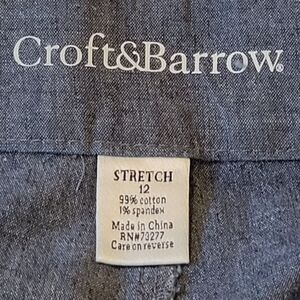 Croft&Barrow®
STRETCH
12
99% cotton
1% spandex
Made in China
RN#73277
Care on reverse